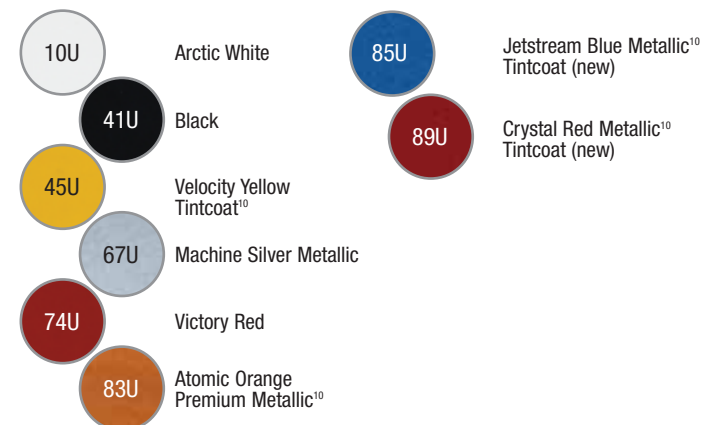 10U
Arctic White
41U
Black
45U
Velocity Yellow
Tintcoat¹⁰
67U
Machine Silver Metallic
74U
Victory Red
83U
Atomic Orange
Premium Metallic¹⁰
85U
Jetstream Blue Metallic¹⁰
Tintcoat (new)
89U
Crystal Red Metallic¹⁰
Tintcoat (new)